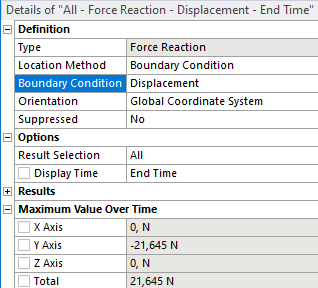 Details of "All - Force Reaction - Displacement - End Time"
Definition
Type Force Reaction
Location Method Boundary Condition
Boundary Condition Displacement
Orientation Global Coordinate System
Suppressed No
Options
Result Selection All
Display Time End Time
Results
Maximum Value Over Time
X Axis 0, N
Y Axis -21,645 N
Z Axis 0, N
Total 21,645 N